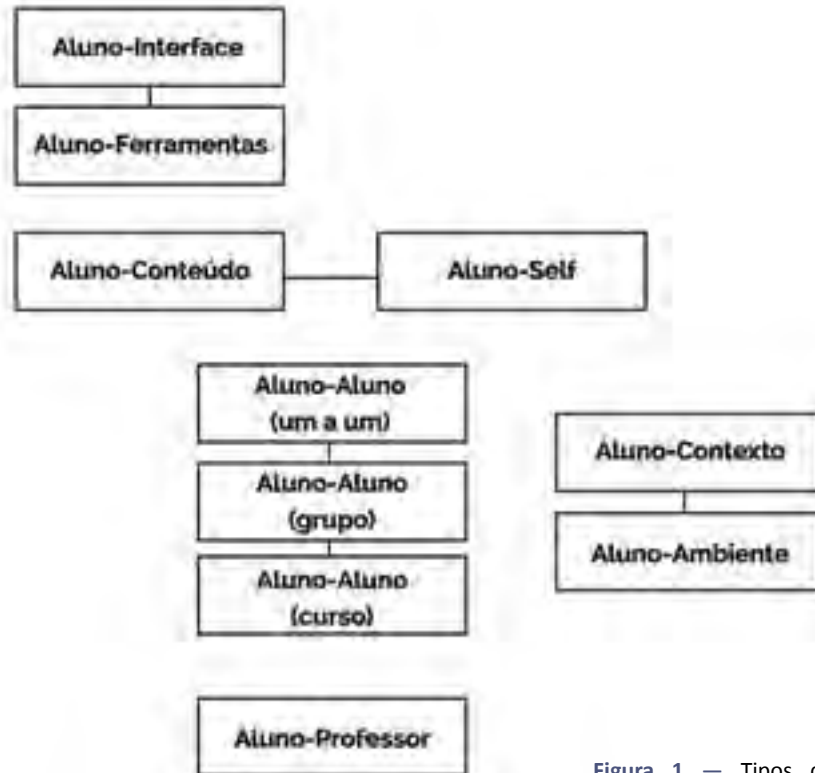 Aluno-Interface
Aluno-Ferramentas
Aluno-Conteúdo
Aluno-Self
Aluno-Aluno
(um a um)
Aluno-Aluno
(grupo)
Aluno-Aluno
(curso)
Aluno-Contexto
Aluno-Ambiente
Aluno-Professor
Figura 1 — Tipos